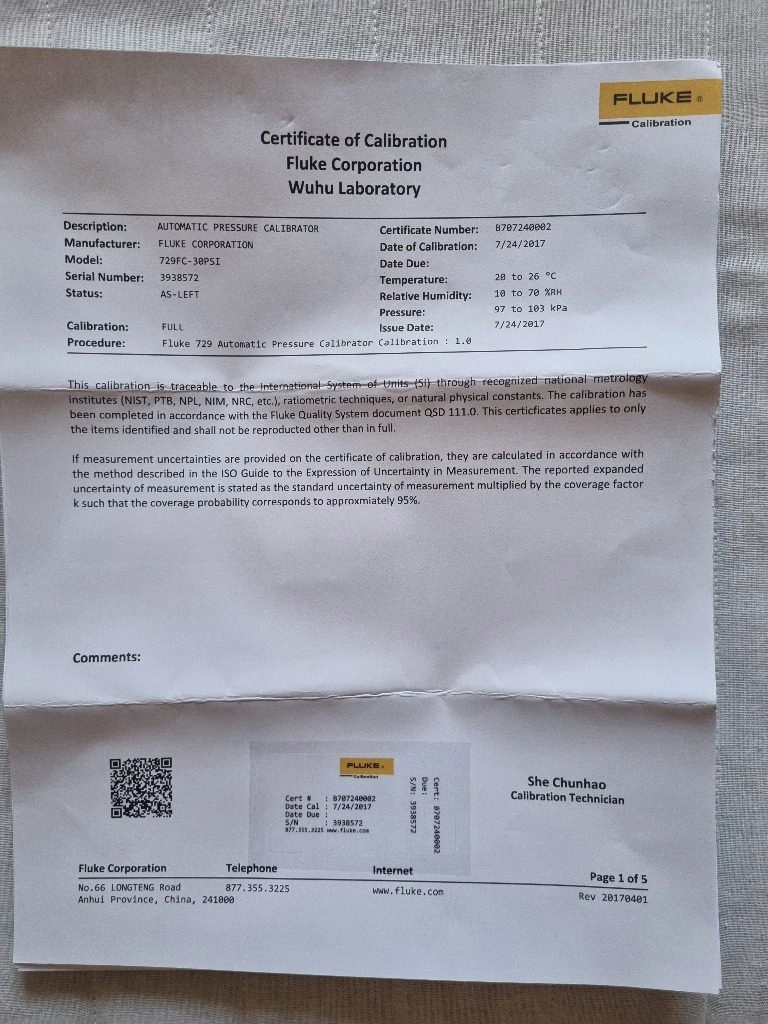 FLUKE ®
Calibration
Certificate of Calibration
Fluke Corporation
Wuhu Laboratory
Description: AUTOMATIC PRESSURE CALIBRATOR
Manufacturer: FLUKE CORPORATION
Model: 729FC-30PSI
Serial Number: 3938572
Status: AS-LEFT
Calibration: FULL
Procedure: Fluke 729 Automatic Pressure Calibrator Calibration : 1.0
Certificate Number: B707240002
Date of Calibration: 7/24/2017
Date Due:
Temperature: 20 to 26 °C
Relative Humidity: 10 to 70 %RH
Pressure: 97 to 103 kPa
Issue Date: 7/24/2017
This calibration is traceable to the International System of Units (SI) through recognized national metrology
institutes (NIST, PTB, NPL, NIM, NRC, etc.), ratiometric techniques, or natural physical constants. The calibration has
been completed in accordance with the Fluke Quality System document QSD 111.0. This certicficates applies to only
the items identified and shall not be reproduced other than in full.
If measurement uncertainties are provided on the certificate of calibration, they are calculated in accordance with
the method described in the ISO Guide to the Expression of Uncertainty in Measurement. The reported expanded
uncertainty of measurement is stated as the standard uncertainty of measurement multiplied by the coverage factor
k such that the coverage probability corresponds to approxmiately 95%.
Comments:
FLUKE ®
Calibration
Cert # : B707240002
Date Cal : 7/24/2017
Date Due :
S/N : 3938572
877.355.3225 www.fluke.com
Cert: B707240002
Due:
S/N: 3938572
She Chunhao
Calibration Technician
Fluke Corporation
No.66 LONGTENG Road
Anhui Province, China, 241000
Telephone
877.355.3225
Internet
www.fluke.com
Page 1 of 5
Rev 20170401